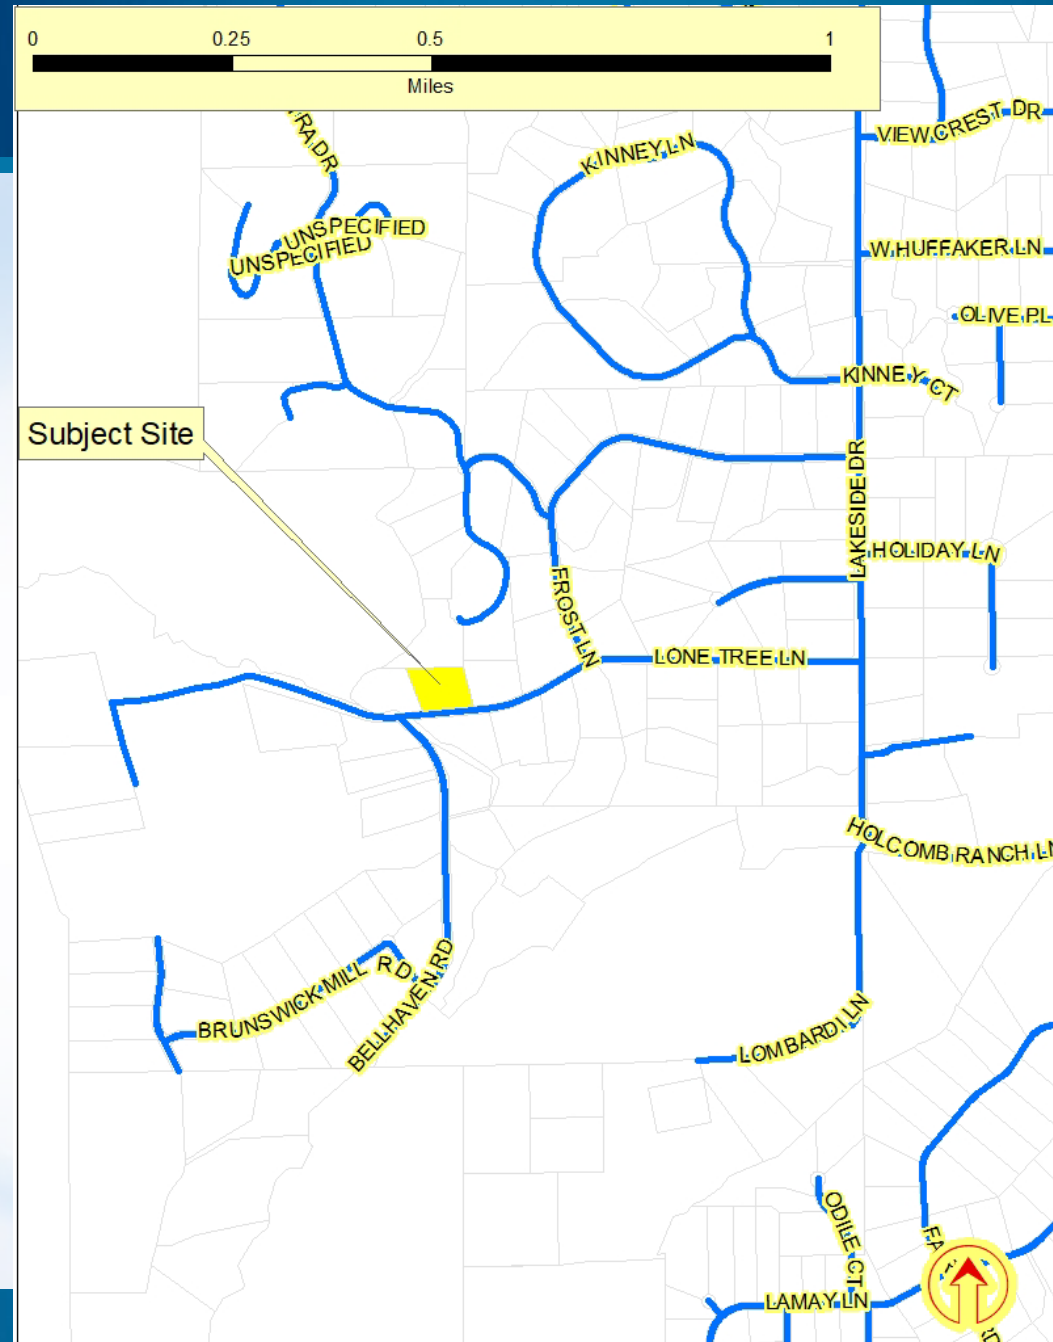 0 0.25 0.5 1
Miles
RA DR
KINNEY LN
VIEW CREST DR
UNSPECIFIED
UNSPECIFIED
W HUFFAKER LN
OLIVE PL
KINNEY CT
Subject Site
LAKESIDE DR
HOLIDAY LN
FROST LN
LONE TREE LN
HOLCOMB RANCH LN
BRUNSWICK MILL RD
BELLHAVEN RD
LOMBARDI LN
ODILE CT
LAMAY LN